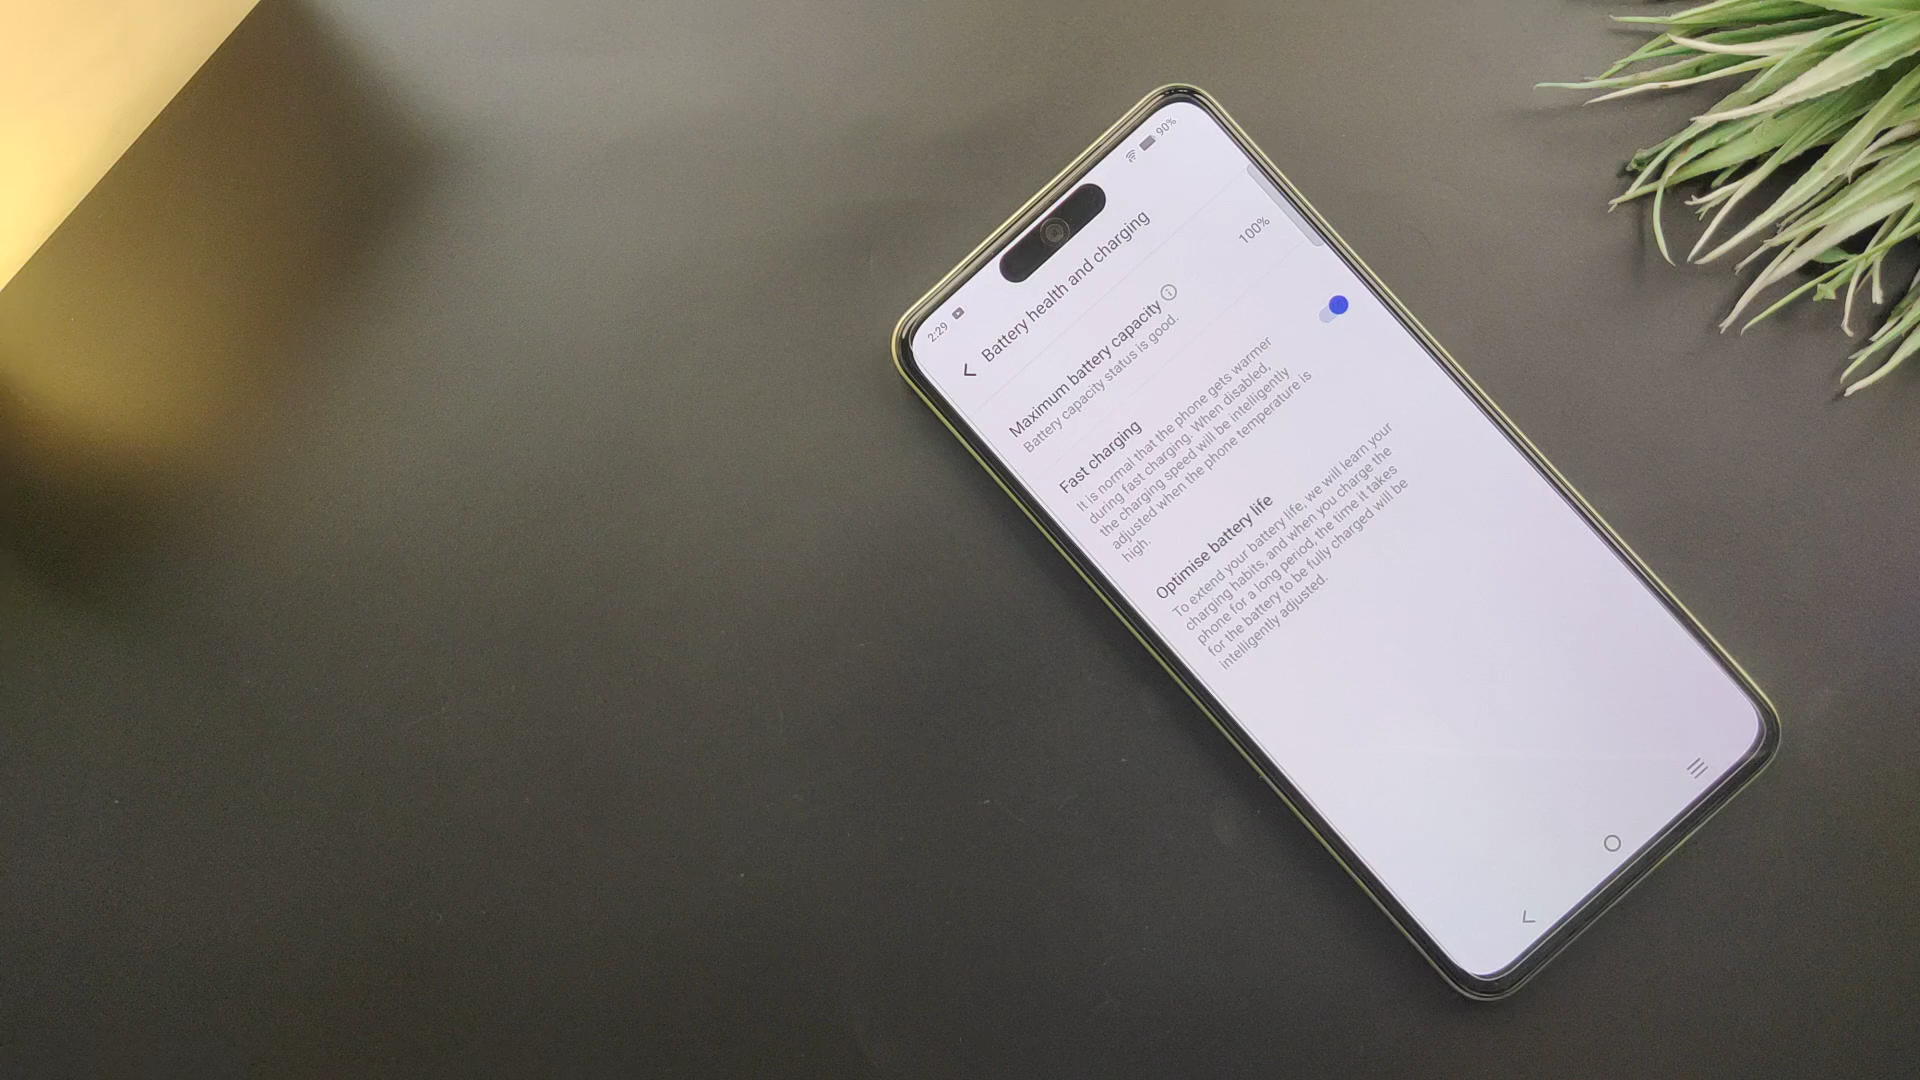 2:29
90%
Battery health and charging
Maximum battery capacity
100%
Battery capacity status is good.
Fast charging
It is normal that the phone gets warmer
during fast charging. When disabled,
the charging speed will be intelligently
adjusted when the phone temperature is
high.
Optimise battery life
To extend your battery life, we will learn your
charging habits, and when you charge the
phone for a long period, the time it takes
for the battery to be fully charged will be
intelligently adjusted.